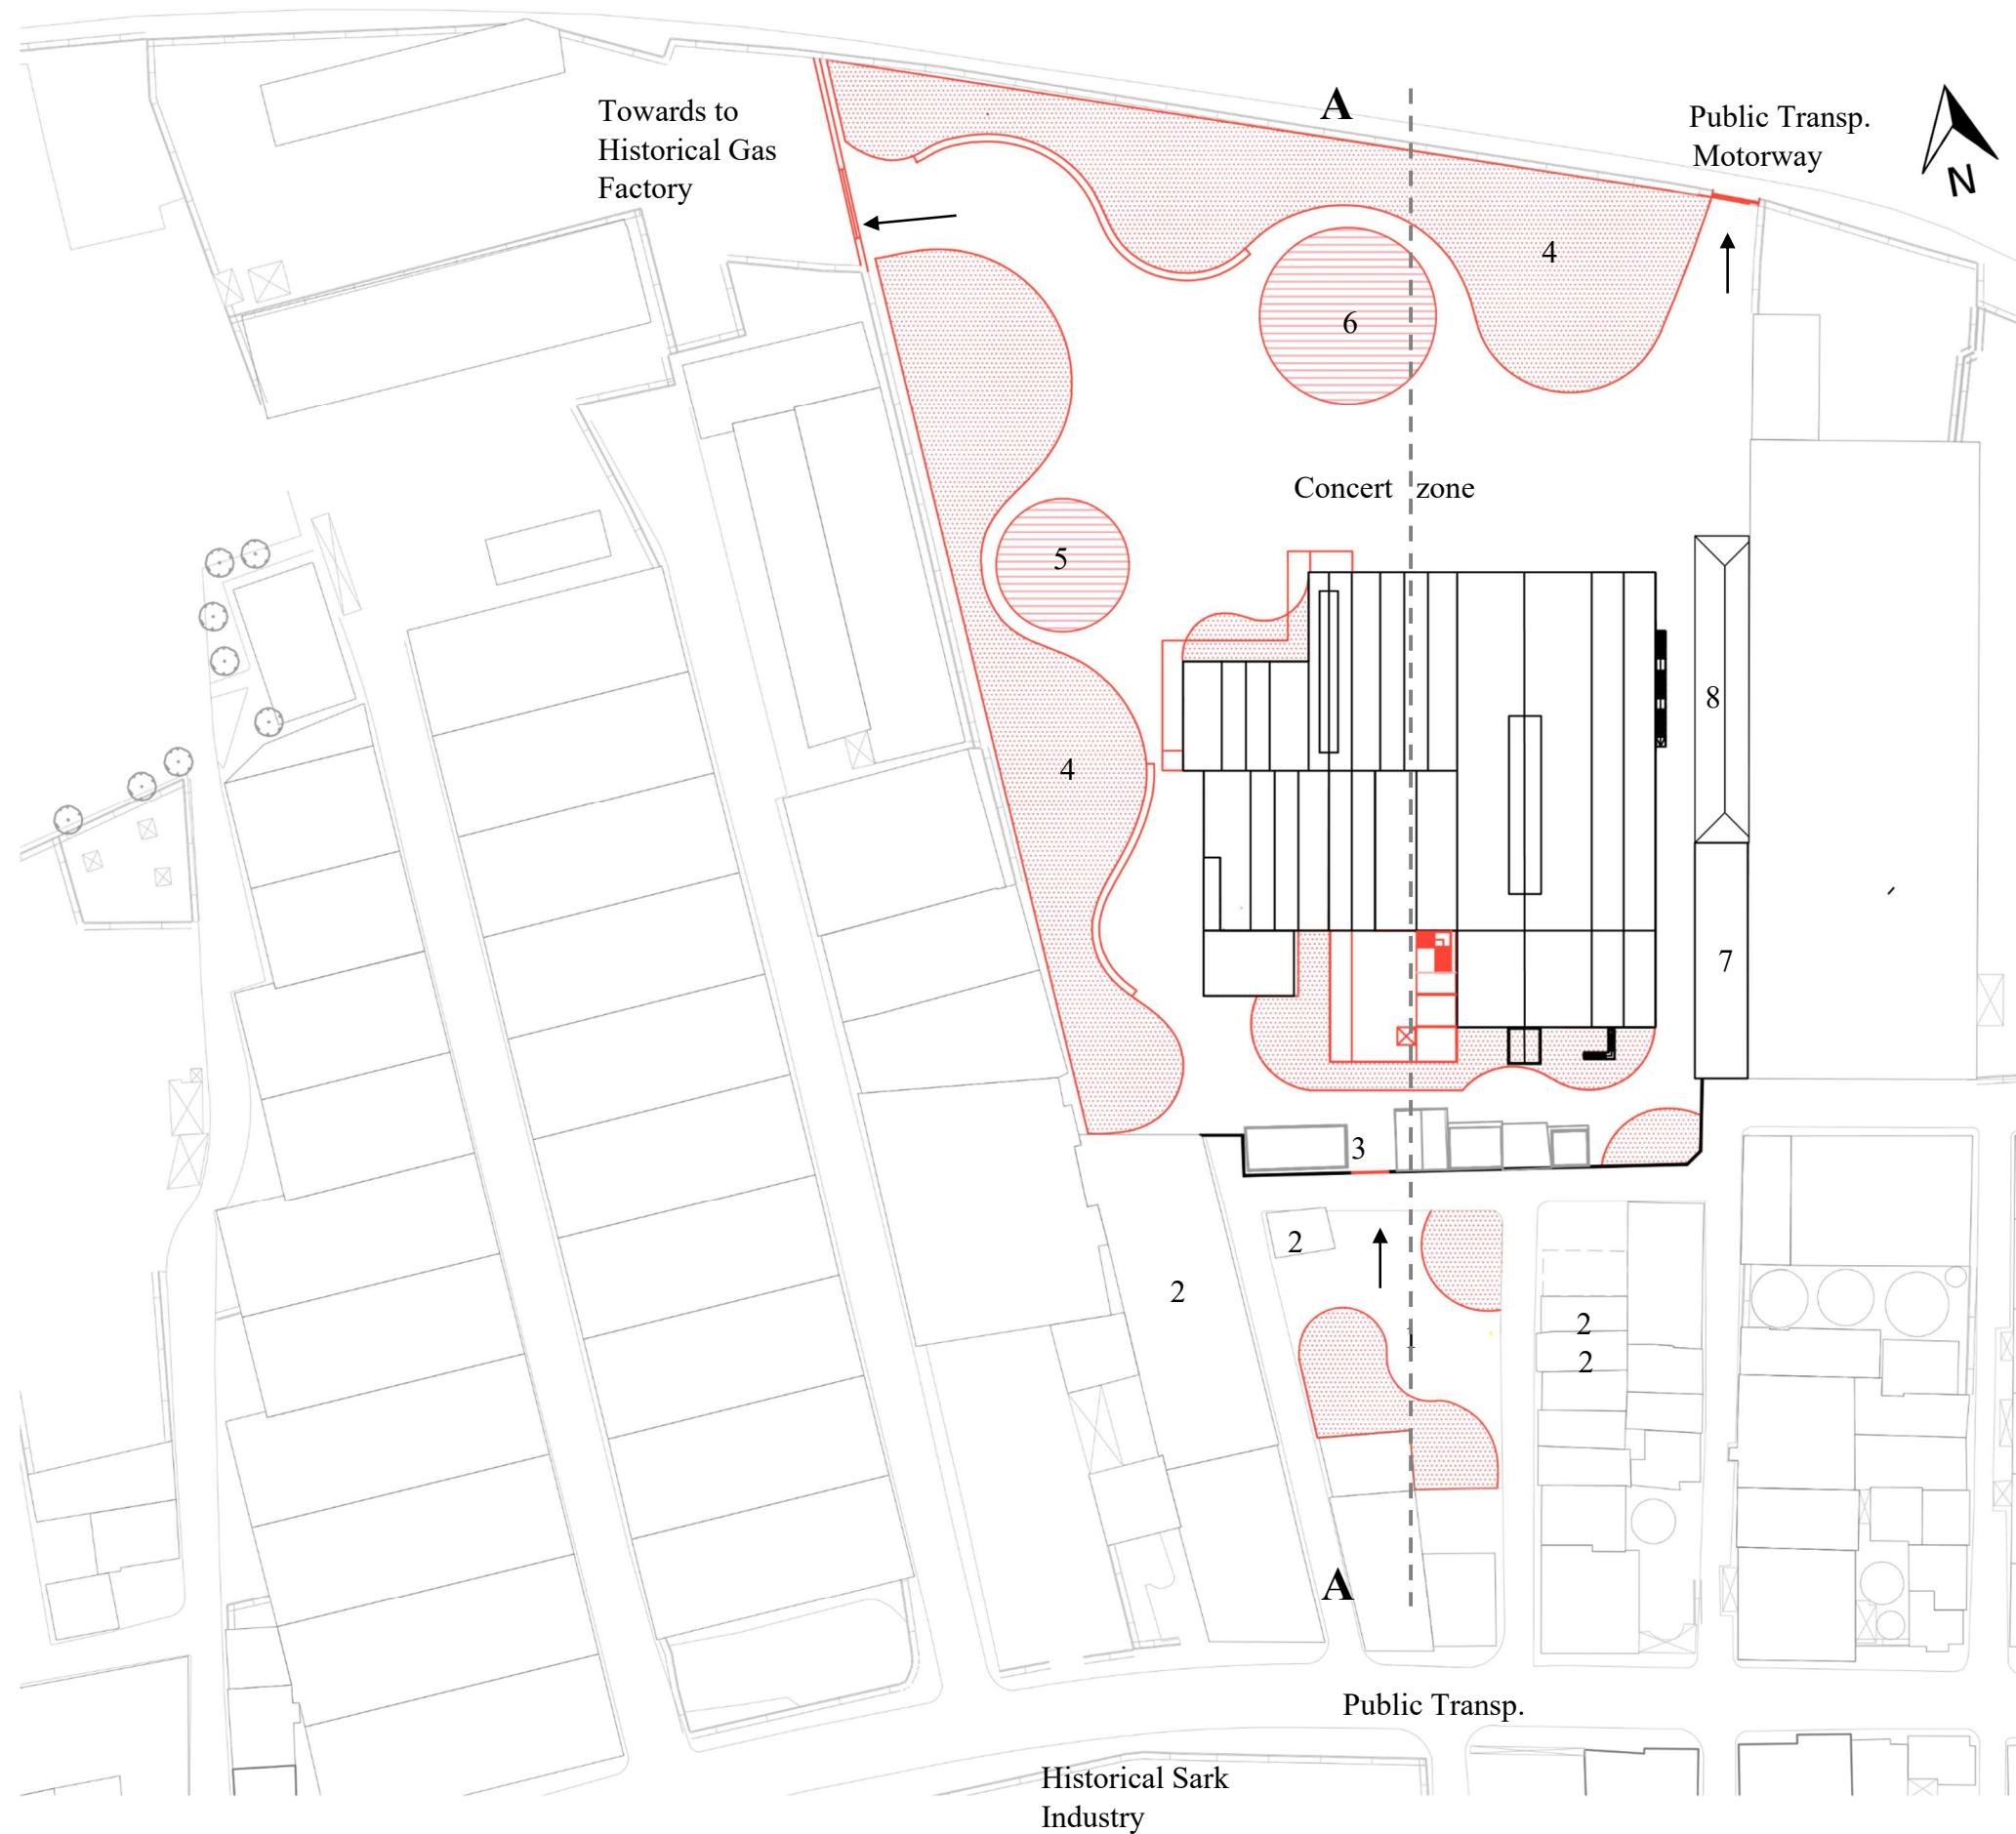 A
Towards to
Historical Gas
Factory
Public Transp.
Motorway
N
4
6
Concert zone
5
8
4
7
3
2
2
1
2
2
A
Public Transp.
Historical Sark
Industry